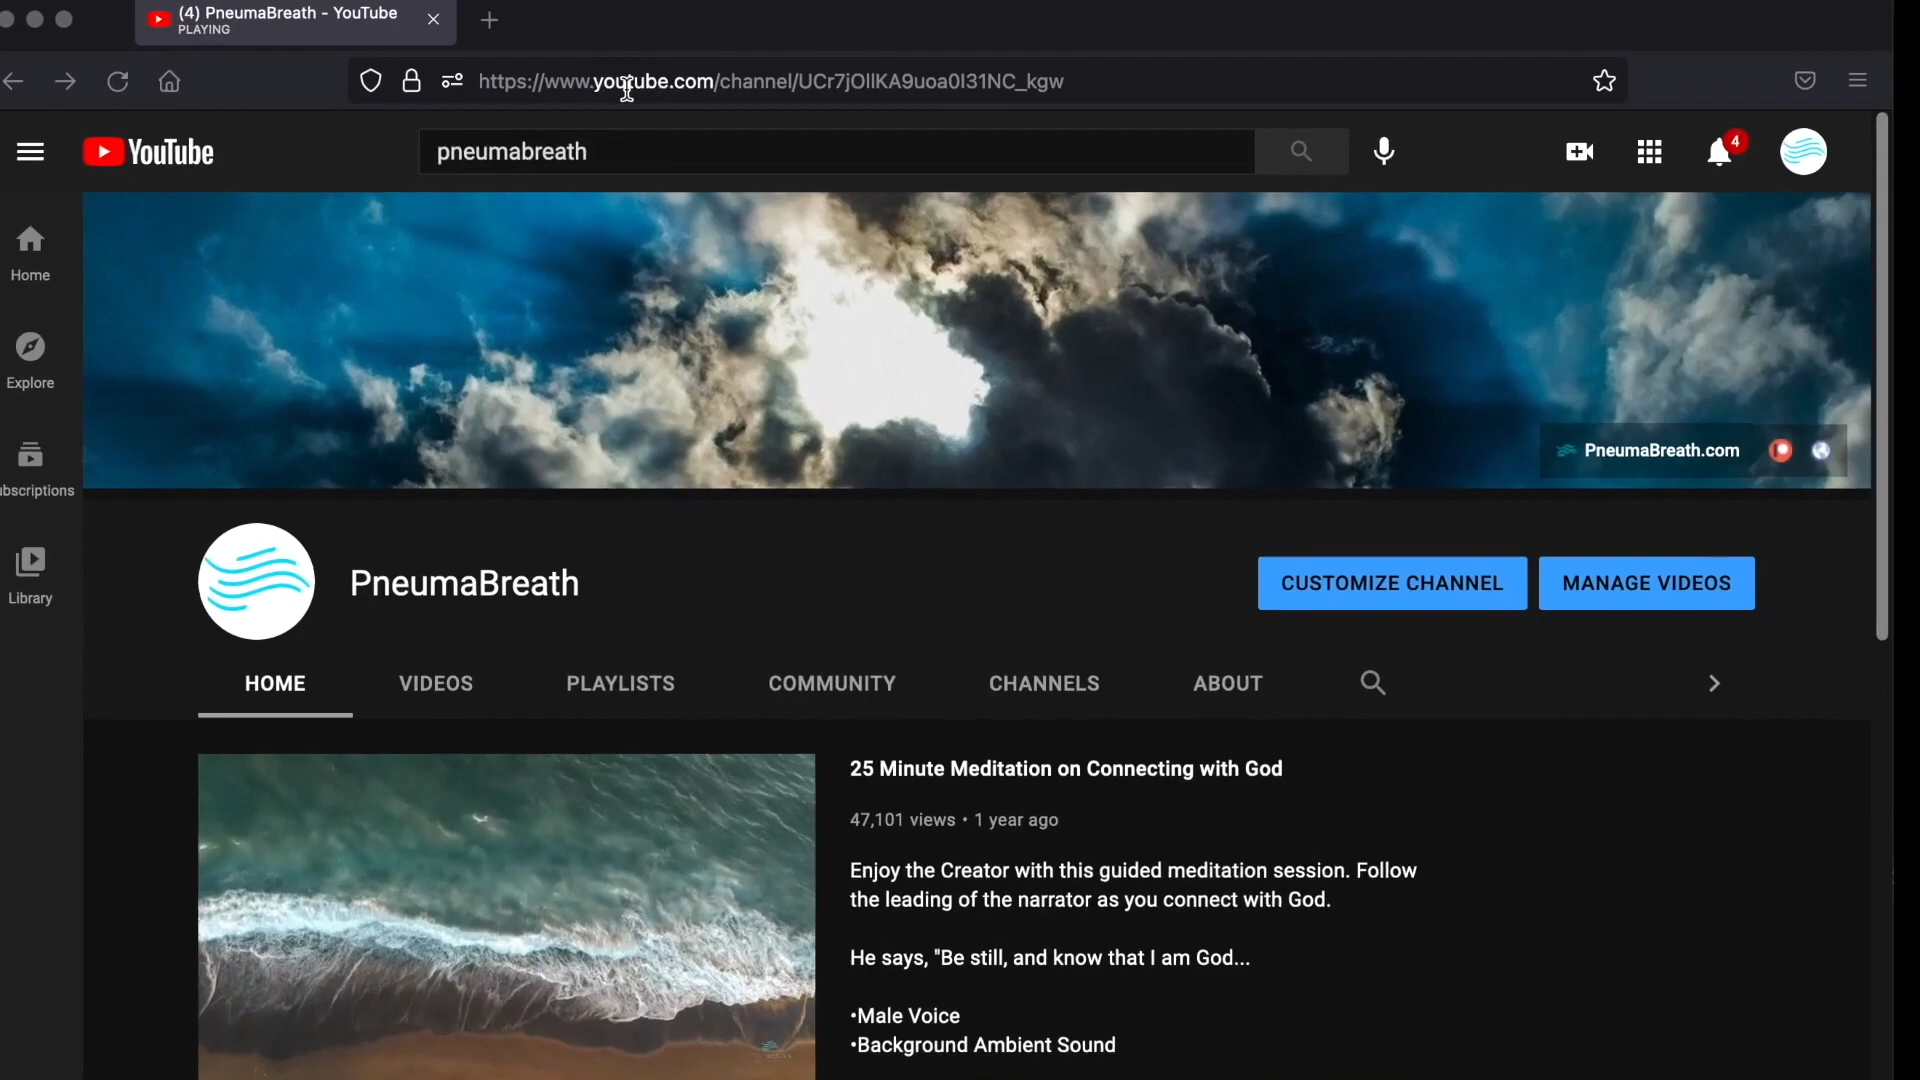 (4) PneumaBreath - YouTube
PLAYING
https://www.youtube.com/channel/UCr7jOllKA9uoa0I31NC_kgw
YouTube
pneumabreath
4
Home
Explore
ubscriptions
Library
PneumaBreath.com
PneumaBreath
CUSTOMIZE CHANNEL
MANAGE VIDEOS
HOME VIDEOS PLAYLISTS COMMUNITY CHANNELS ABOUT
25 Minute Meditation on Connecting with God
47,101 views • 1 year ago
Enjoy the Creator with this guided meditation session. Follow
the leading of the narrator as you connect with God.
He says, "Be still, and know that I am God...
•Male Voice
•Background Ambient Sound